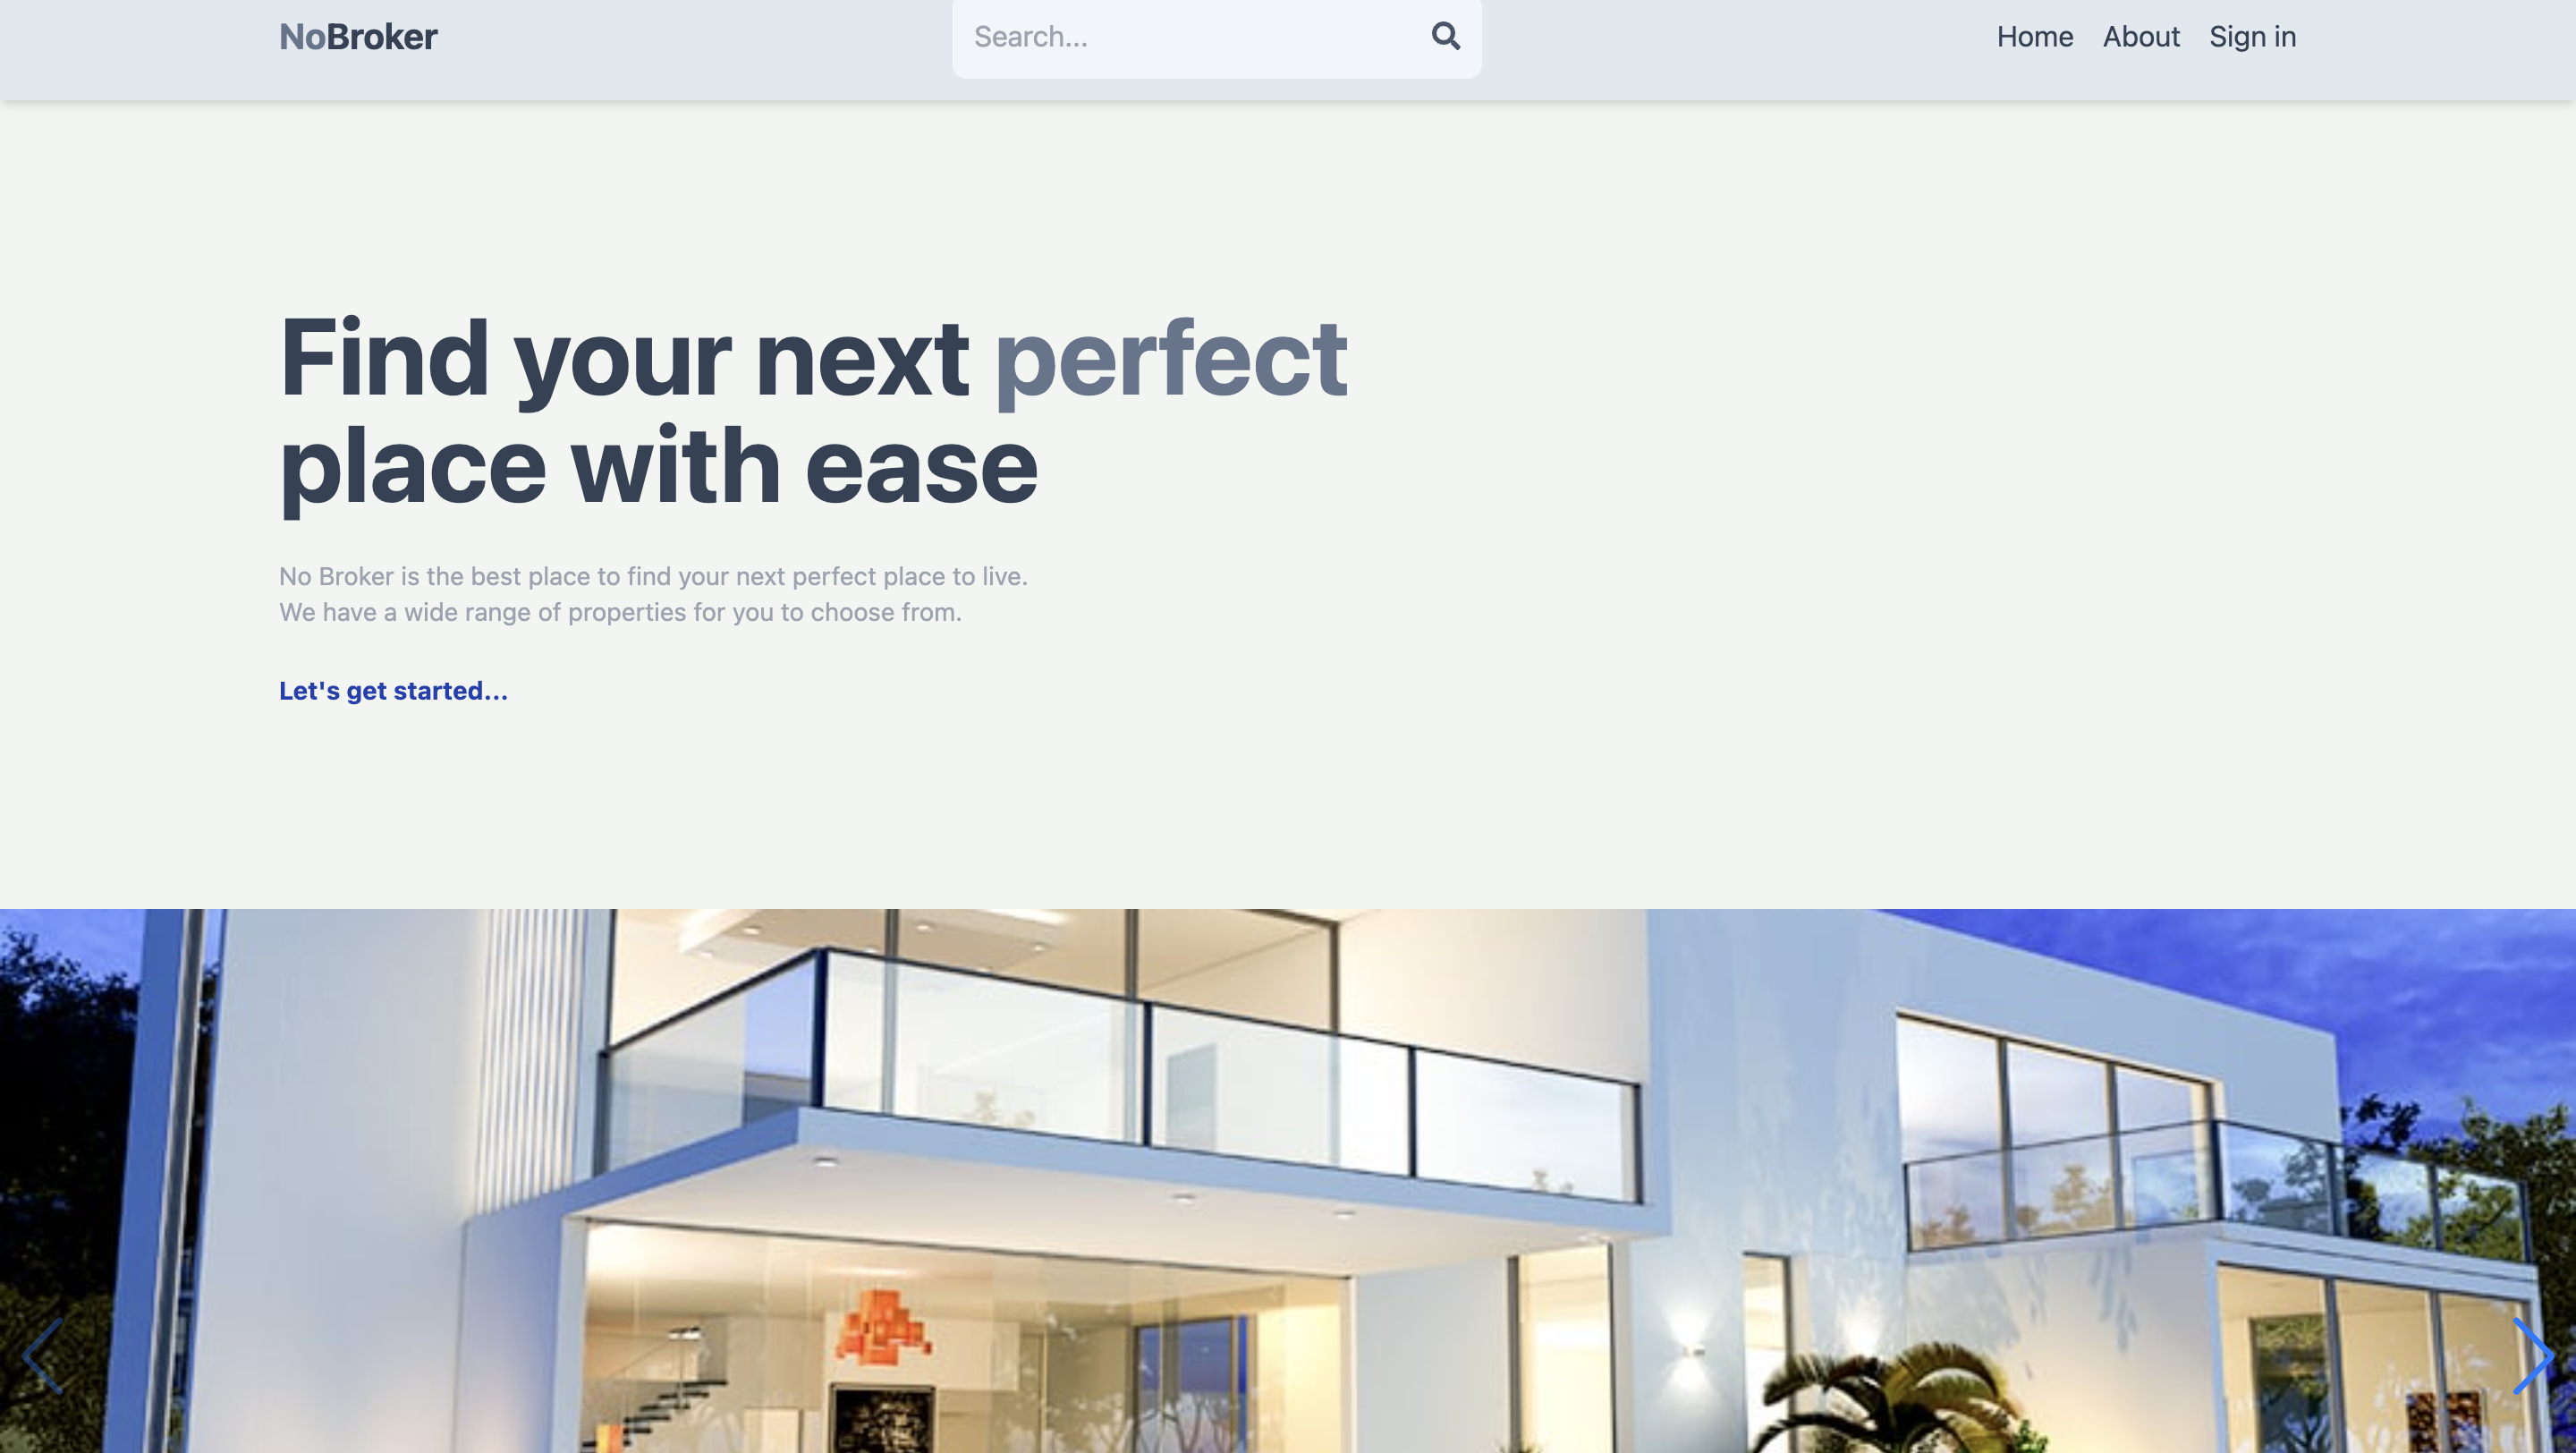 NoBroker
Search...
Home About Sign in
Find your next perfect
place with ease
No Broker is the best place to find your next perfect place to live.
We have a wide range of properties for you to choose from.
Let's get started...